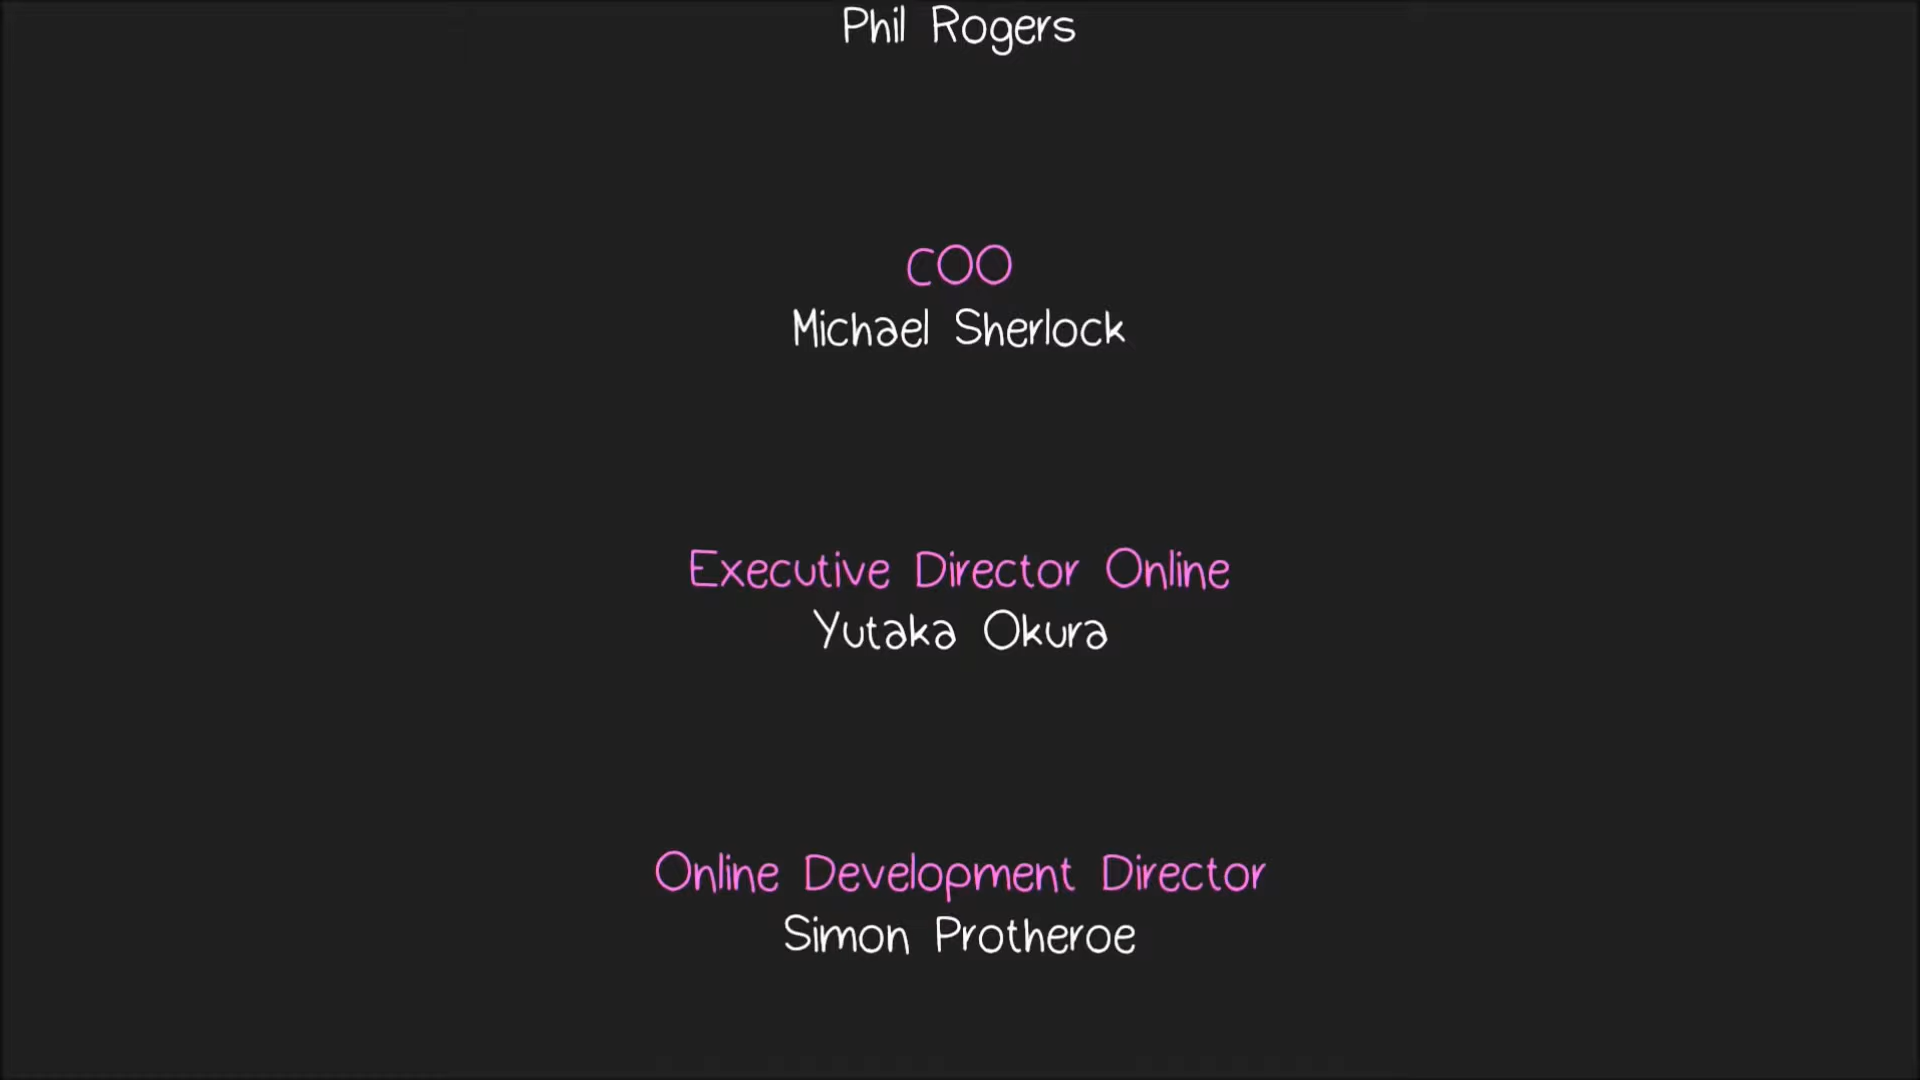 Phil Rogers
COO
Michael Sherlock
Executive Director Online
Yutaka Okura
Online Development Director
Simon Protheroe